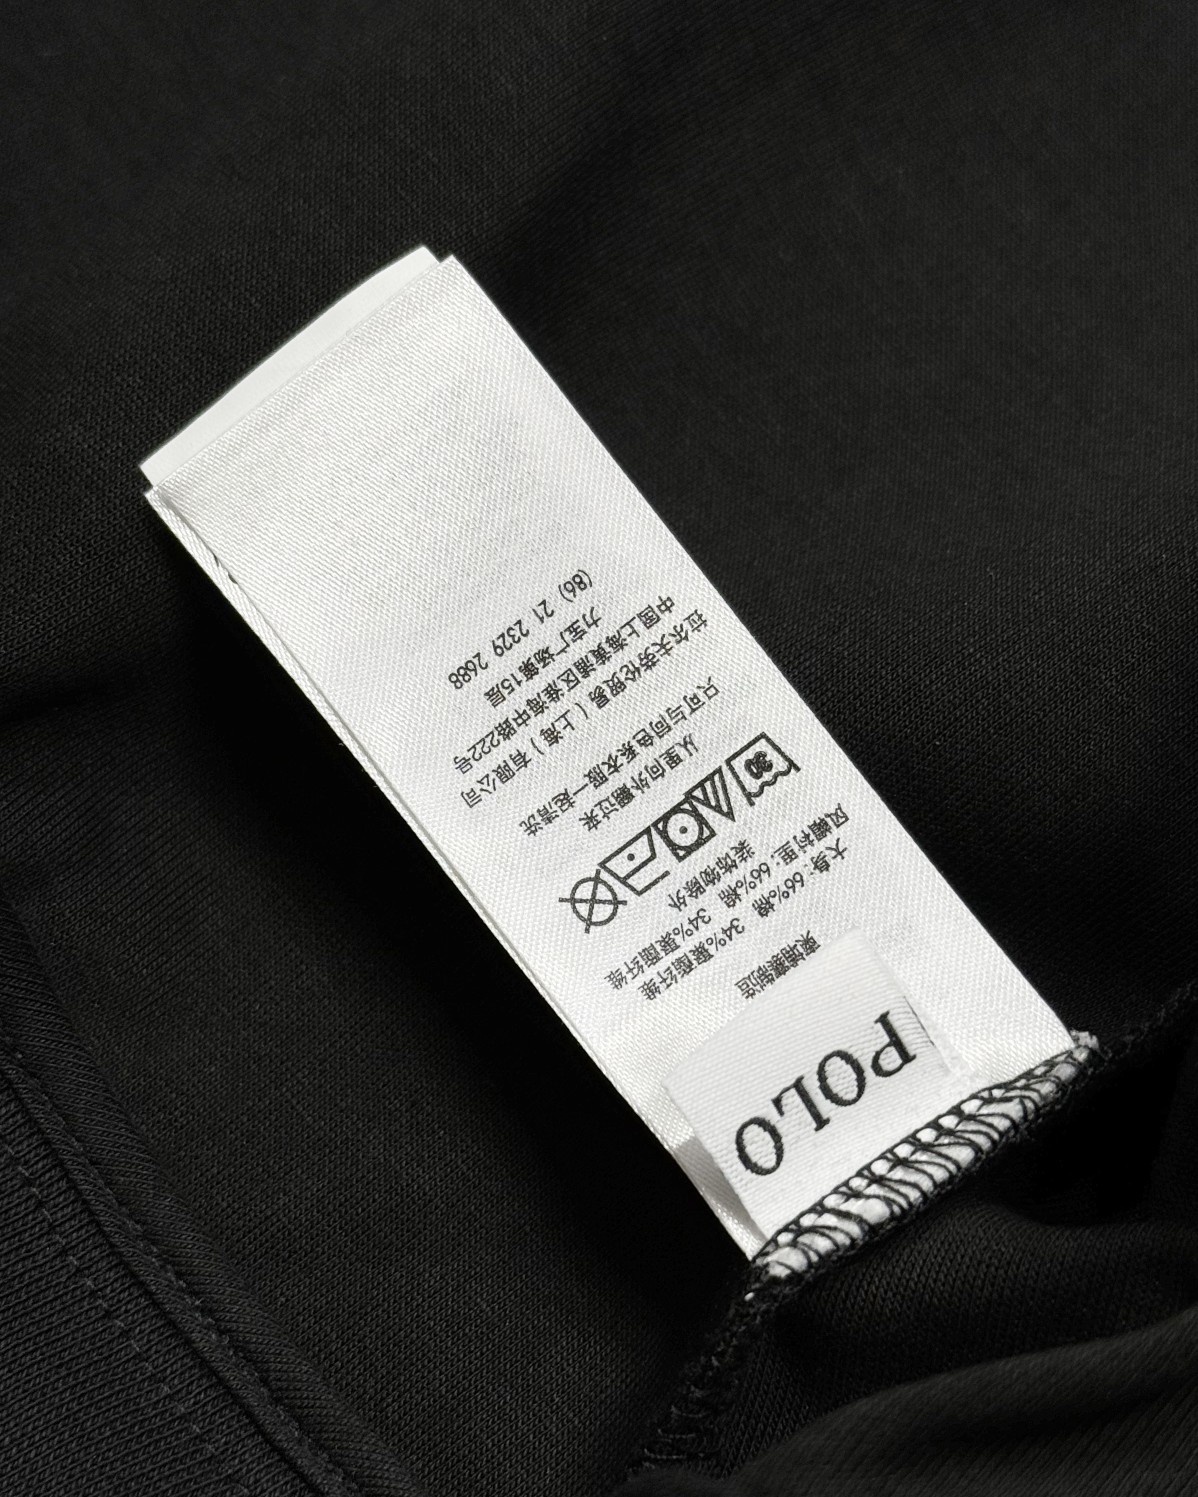 POLO
柬埔寨制造
大身: 66%棉 34%聚酯纤维
风帽衬里: 66%棉 34%聚酯纤维
装饰物除外
30
从里向外翻过来
只可与同色系衣服一起清洗
拉尔夫劳伦贸易(上海)有限公司
中国上海黄浦区淮海中路222号
力宝广场第15层
(86) 21 2329 2688